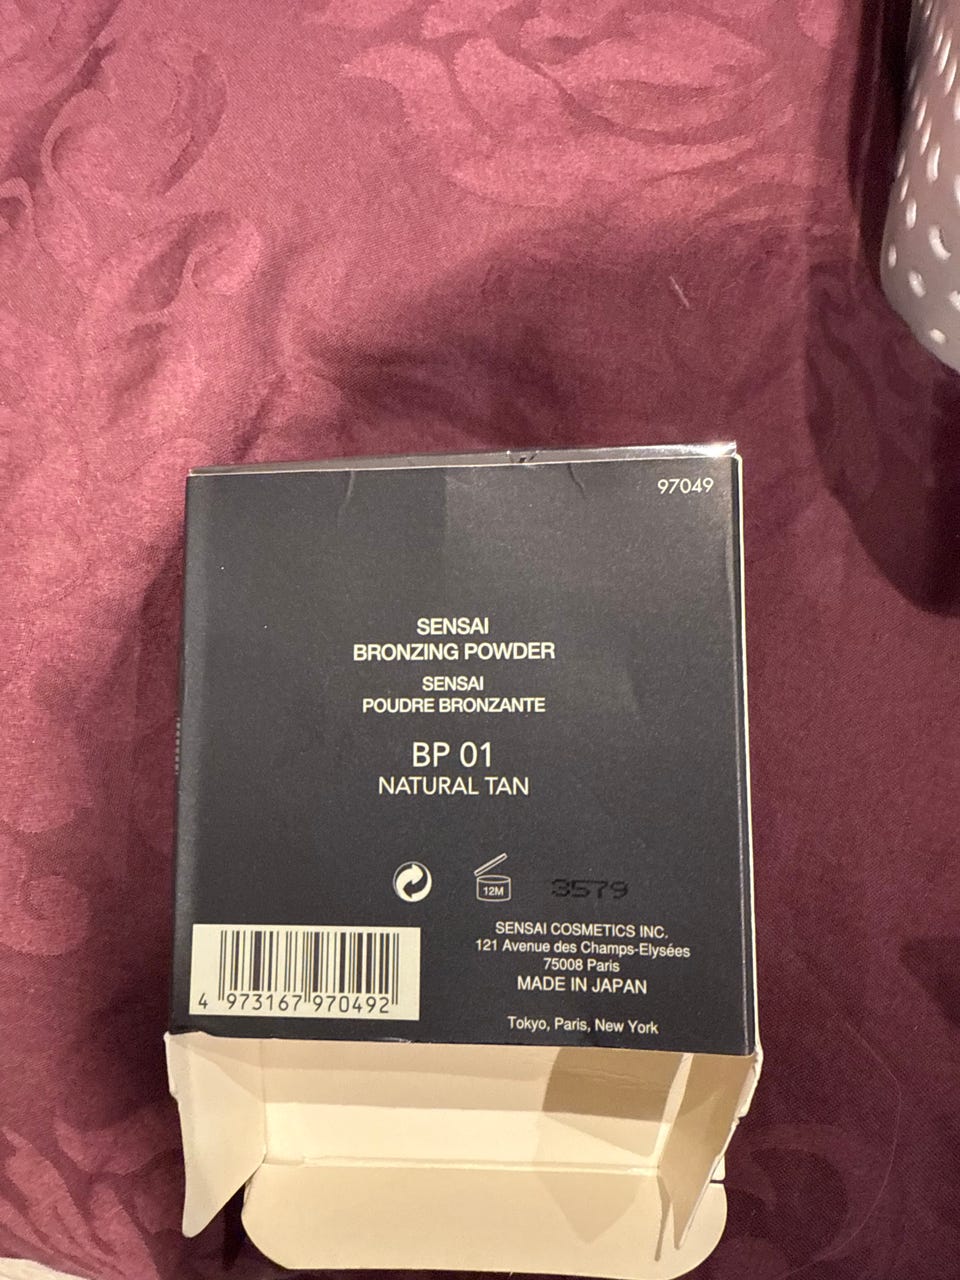 97049
SENSAI
BRONZING POWDER
SENSAI
POUDRE BRONZANTE
BP 01
NATURAL TAN
12M
3579
SENSAI COSMETICS INC.
121 Avenue des Champs-Elysées
75008 Paris
MADE IN JAPAN
4 973167 970492
Tokyo, Paris, New York